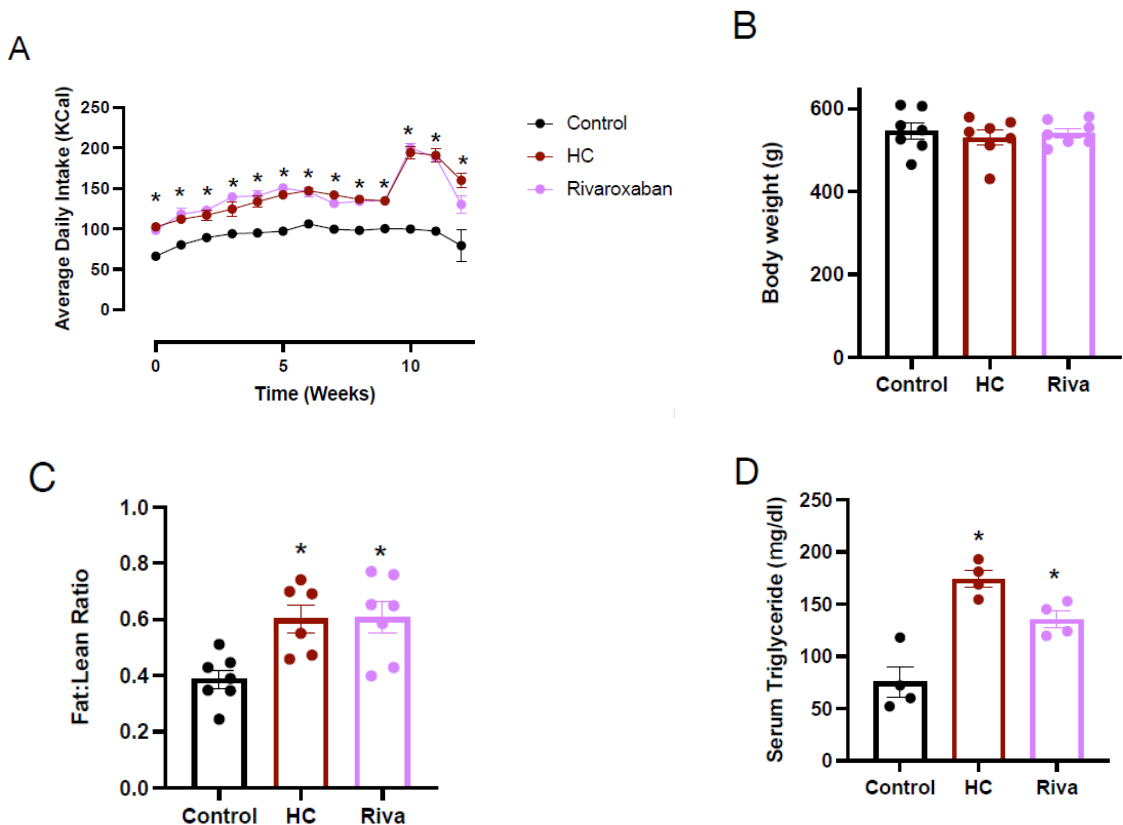 A
Average Daily Intake (KCal)
250
200
150
100
50
0
* * * * * * * * * * * * *
0 5 10
Time (Weeks)
Control
HC
Rivaroxaban
B
Body weight (g)
600
400
200
0
Control HC Riva
C
Fat:Lean Ratio
1.0
0.8
0.6
0.4
0.2
0.0
* *
Control HC Riva
D
Serum Triglyceride (mg/dl)
250
200
150
100
50
0
* *
Control HC Riva